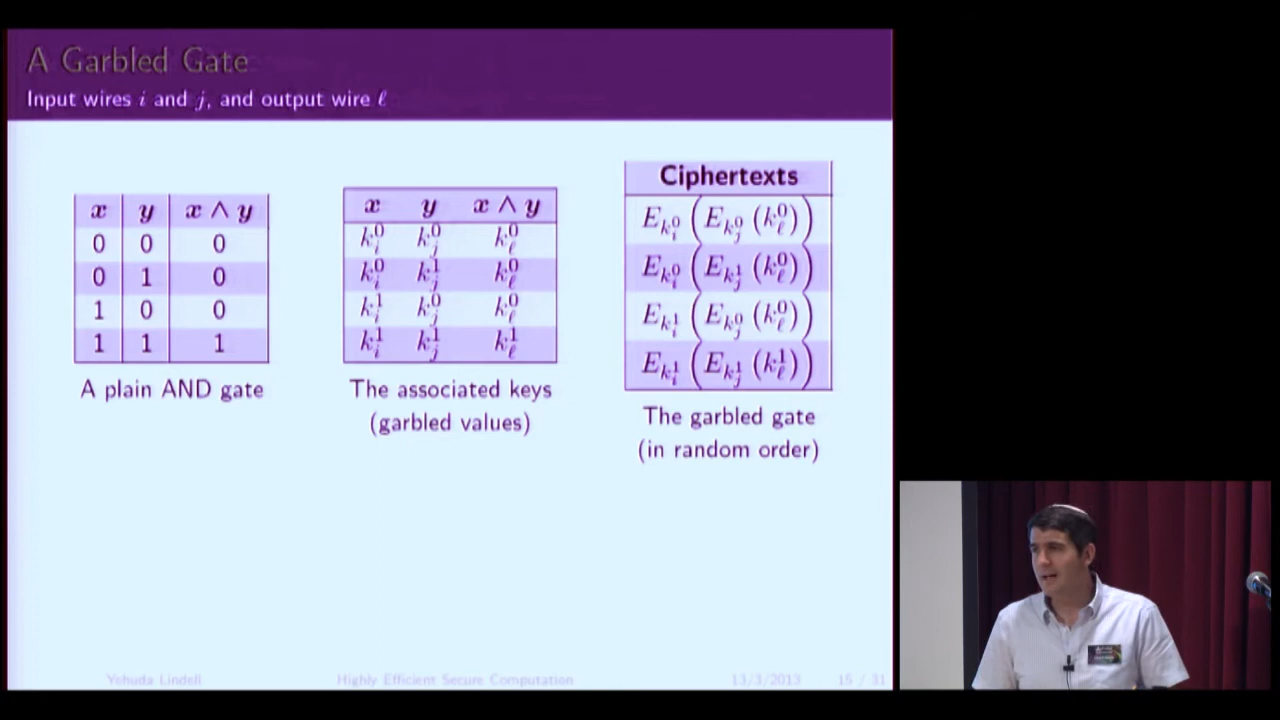 A Garbled Gate
Input wires i and j, and output wire ℓ
x y x ∧ y
0 0 0
0 1 0
1 0 0
1 1 1
A plain AND gate
x y x ∧ y
k_i^0 k_j^0 k_ℓ^0
k_i^0 k_j^1 k_ℓ^0
k_i^1 k_j^0 k_ℓ^0
k_i^1 k_j^1 k_ℓ^1
The associated keys
(garbled values)
Ciphertexts
E_{k_i^0}(E_{k_j^0}(k_ℓ^0))
E_{k_i^0}(E_{k_j^1}(k_ℓ^0))
E_{k_i^1}(E_{k_j^0}(k_ℓ^0))
E_{k_i^1}(E_{k_j^1}(k_ℓ^1))
The garbled gate
(in random order)
Yehuda Lindell Highly Efficient Secure Computation 13/3/2013 15 / 31